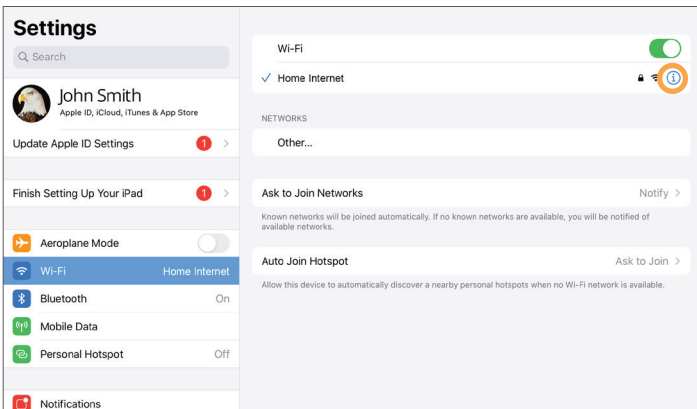 Settings
Search
John Smith
Apple ID, iCloud, iTunes & App Store
Update Apple ID Settings 1
Finish Setting Up Your iPad 1
Aeroplane Mode
Wi-Fi Home Internet
Bluetooth On
Mobile Data
Personal Hotspot Off
Notifications
Wi-Fi
Home Internet
NETWORKS
Other...
Ask to Join Networks Notify
Known networks will be joined automatically. If no known networks are available, you will be notified of
available networks.
Auto Join Hotspot Ask to Join
Allow this device to automatically discover a nearby personal hotspots when no Wi-Fi network is available.